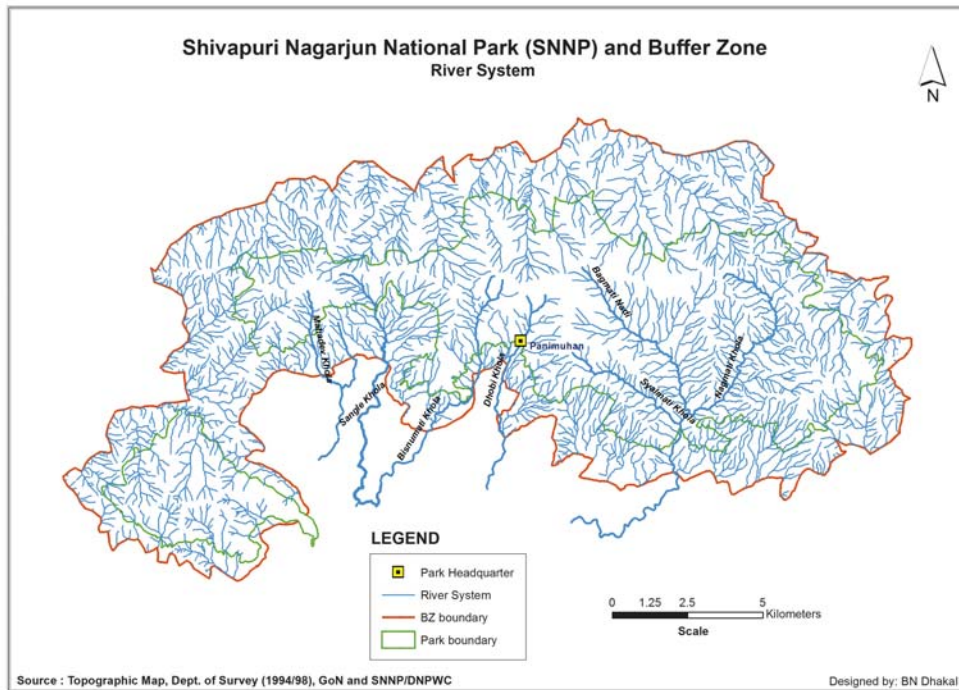 Shivapuri Nagarjun National Park (SNNP) and Buffer Zone
River System
N
Bagmati Nadi
Nagmati Khola
Mahadev Khola
Panimuhan
Dhobi Khola
Syalmati Khola
Sangle Khola
Bisnumati Khola
LEGEND
Park Headquarter
River System
BZ boundary
Park boundary
0 1.25 2.5 5
Kilometers
Scale
Source : Topographic Map, Dept. of Survey (1994/98), GoN and SNNP/DNPWC
Designed by: BN Dhakal